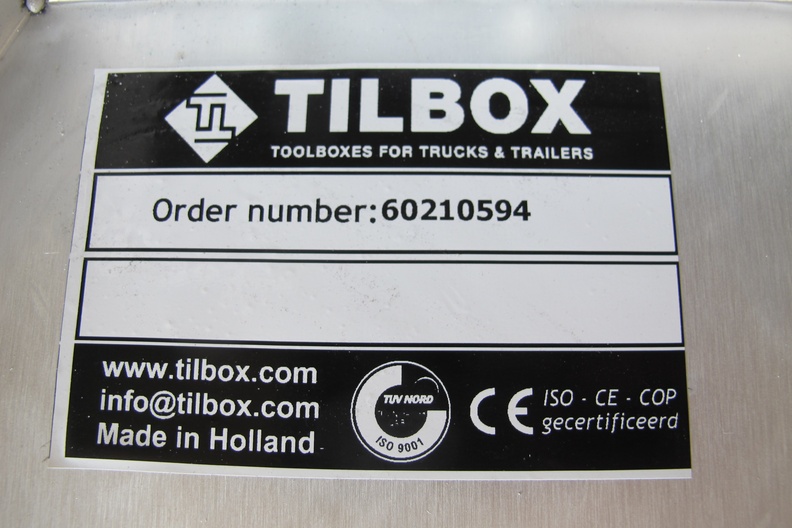 TILBOX
TOOLBOXES FOR TRUCKS & TRAILERS
Order number:60210594
www.tilbox.com
info@tilbox.com
Made in Holland
TUV NORD
ISO 9001
CE
ISO - CE - COP
gecertificeerd